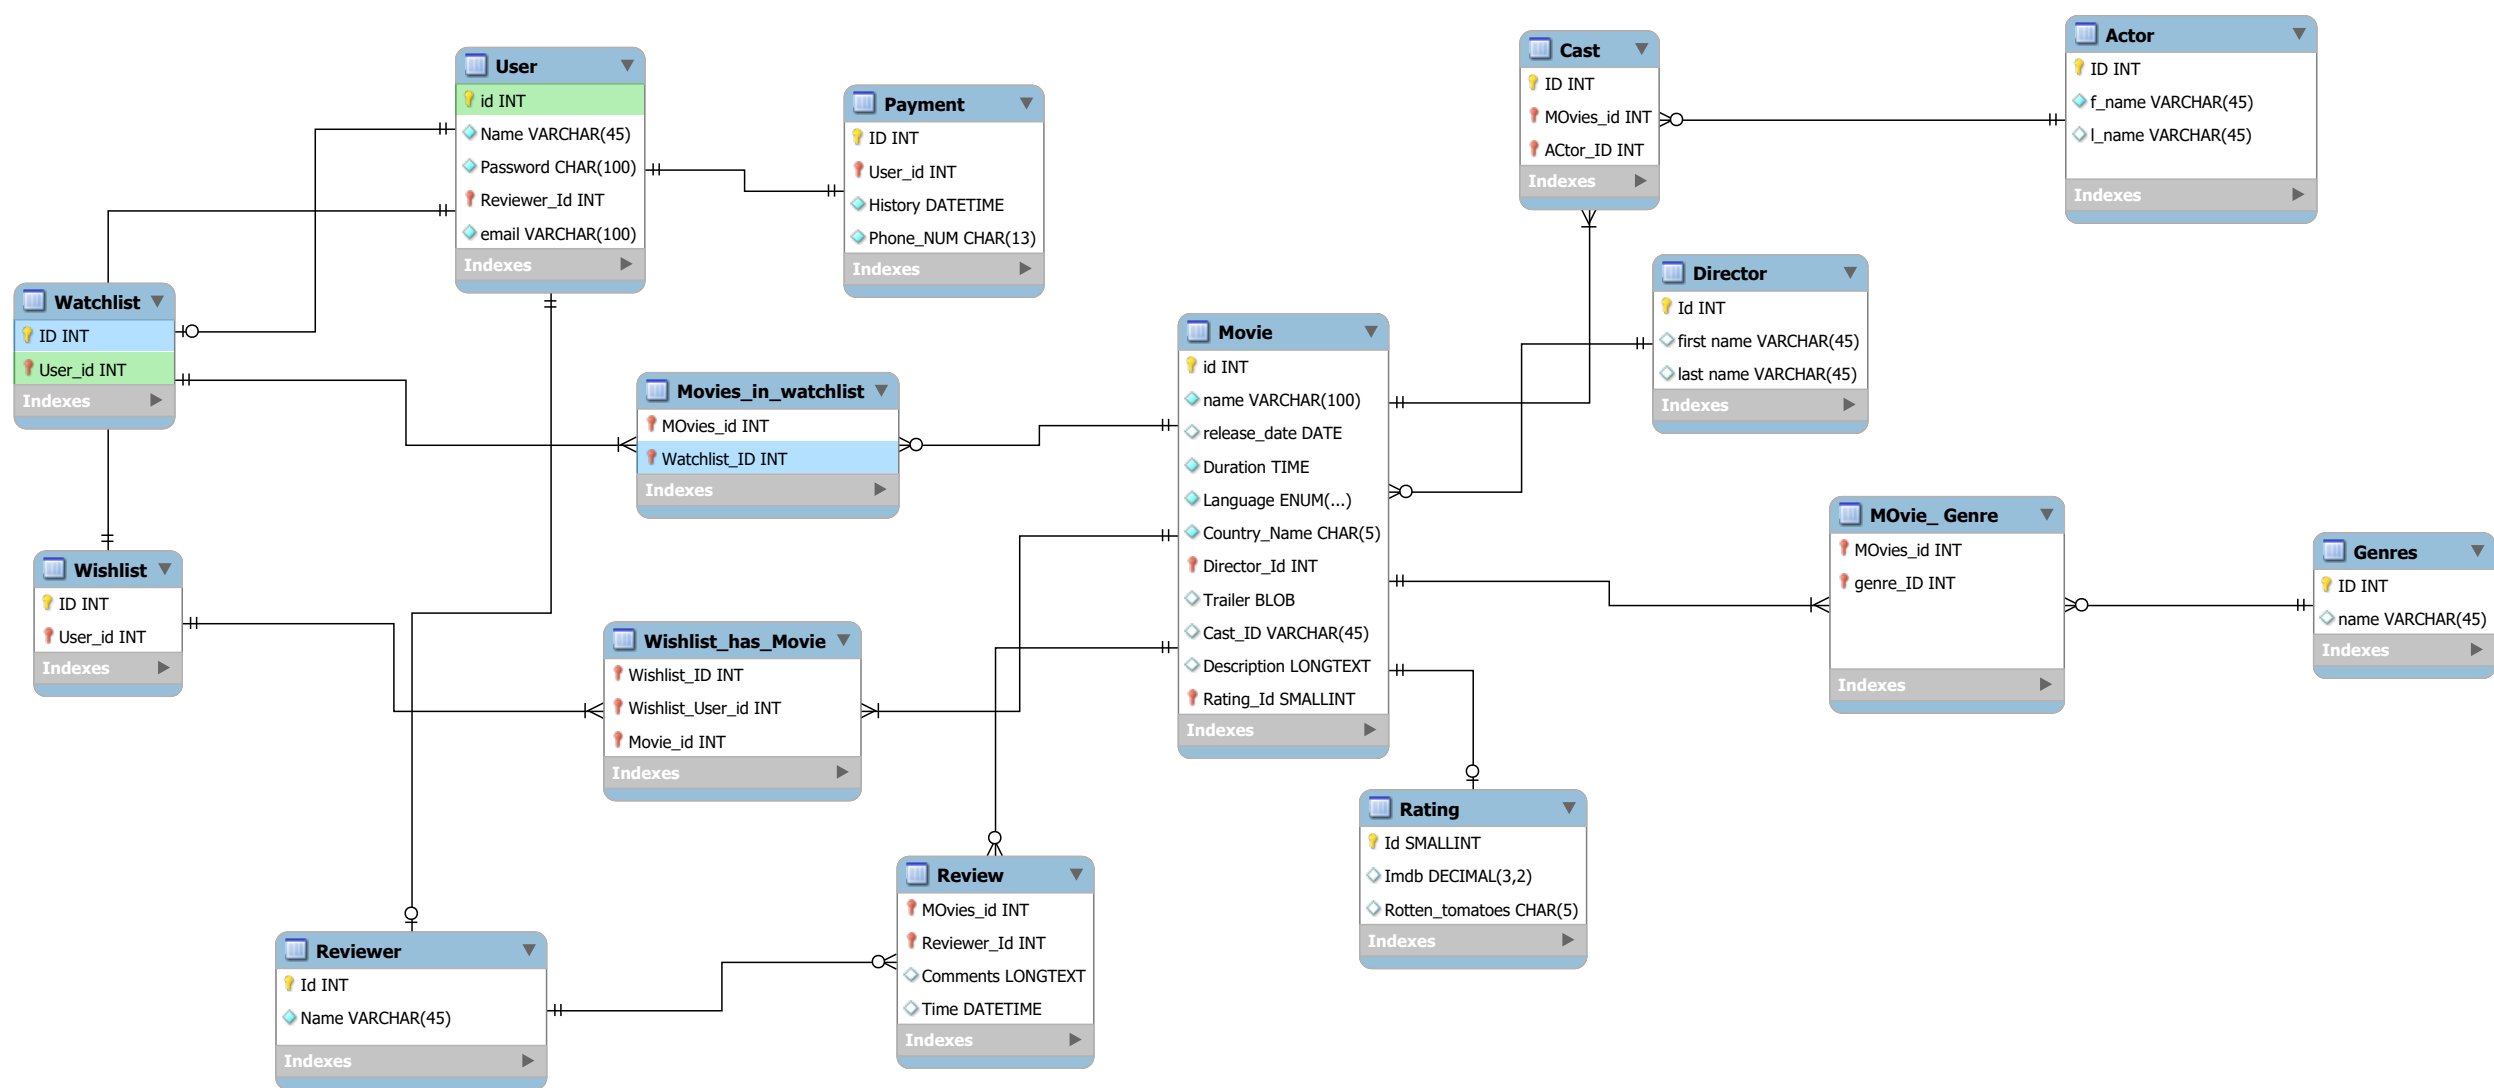 User
id INT
Name VARCHAR(45)
Password CHAR(100)
Reviewer_Id INT
email VARCHAR(100)
Indexes
Payment
ID INT
User_id INT
History DATETIME
Phone_NUM CHAR(13)
Indexes
Cast
ID INT
MOvies_id INT
ACtor_ID INT
Indexes
Actor
ID INT
f_name VARCHAR(45)
l_name VARCHAR(45)
Indexes
Watchlist
ID INT
User_id INT
Indexes
Movies_in_watchlist
MOvies_id INT
Watchlist_ID INT
Indexes
Movie
id INT
name VARCHAR(100)
release_date DATE
Duration TIME
Language ENUM(...)
Country_Name CHAR(5)
Director_Id INT
Trailer BLOB
Cast_ID VARCHAR(45)
Description LONGTEXT
Rating_Id SMALLINT
Indexes
Director
Id INT
first name VARCHAR(45)
last name VARCHAR(45)
Indexes
MOvie_ Genre
MOvies_id INT
genre_ID INT
Indexes
Genres
ID INT
name VARCHAR(45)
Indexes
Wishlist
ID INT
User_id INT
Indexes
Wishlist_has_Movie
Wishlist_ID INT
Wishlist_User_id INT
Movie_id INT
Indexes
Rating
Id SMALLINT
Imdb DECIMAL(3,2)
Rotten_tomatoes CHAR(5)
Indexes
Review
MOvies_id INT
Reviewer_Id INT
Comments LONGTEXT
Time DATETIME
Indexes
Reviewer
Id INT
Name VARCHAR(45)
Indexes